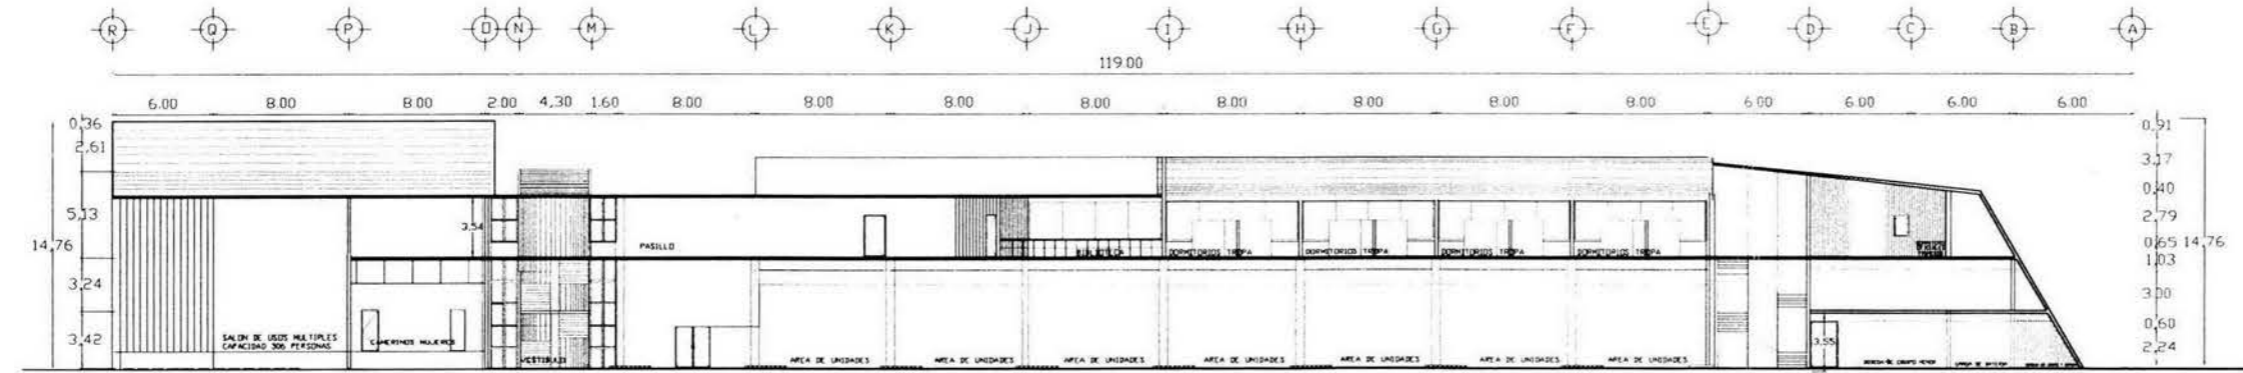 R Q P O N M L K J I H G F E D C B A
119.00
6.00 8.00 8.00 2.00 4.30 1.60 8.00 8.00 8.00 8.00 8.00 8.00 8.00 8.00 6.00 6.00 6.00 6.00
0.36
2.61
5.13
14.76
3.24
3.42
3.54
PASILLO
BIBLIOTECA
DORMITORIOS TROPA
DORMITORIOS TROPA
DORMITORIOS TROPA
DORMITORIOS TROPA
SALON DE USOS MULTIPLES
CAPACIDAD 306 PERSONAS
CAMERINOS MUJERES
VESTIBULO
AREA DE UNIDADES
AREA DE UNIDADES
AREA DE UNIDADES
AREA DE UNIDADES
AREA DE UNIDADES
AREA DE UNIDADES
AREA DE UNIDADES
3.55
BODEGA DE EQUIPO MENOR
0.91
3.17
0.40
2.79
0.65
14.76
1.03
3.00
0.60
2.24